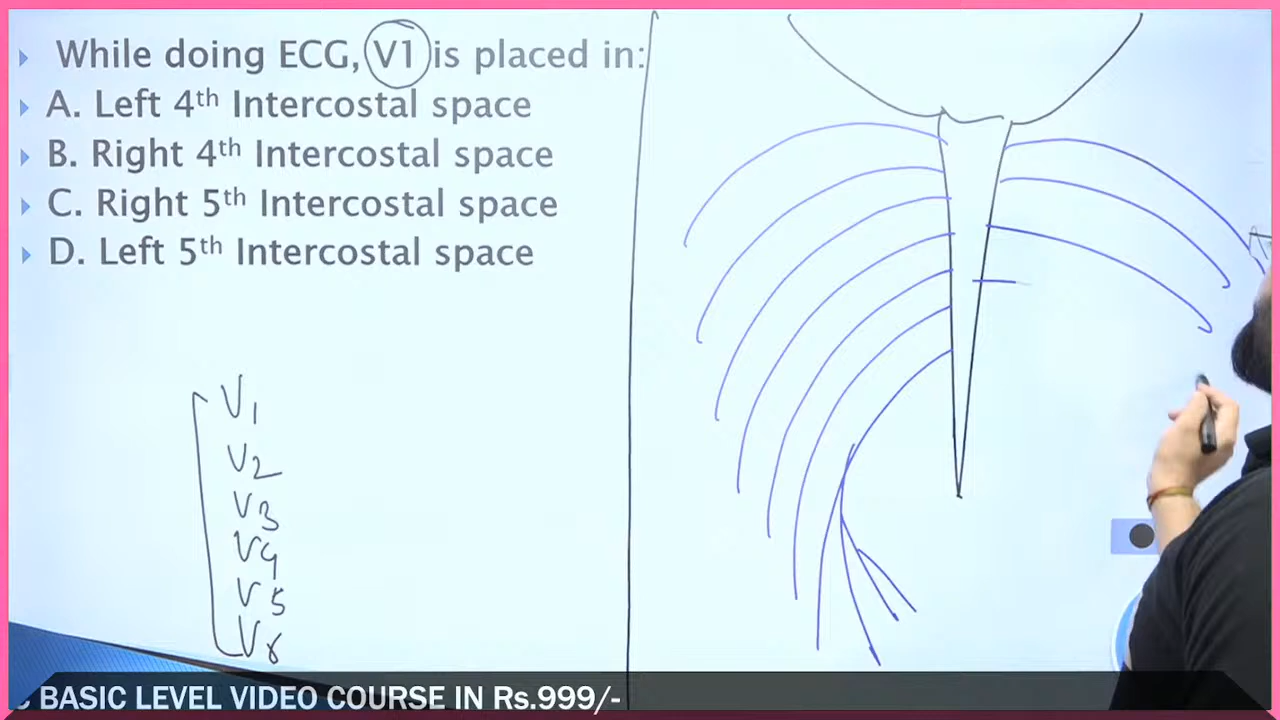 While doing ECG, V1 is placed in:
A. Left 4th Intercostal space
B. Right 4th Intercostal space
C. Right 5th Intercostal space
D. Left 5th Intercostal space
V1
V2
V3
V4
V5
V6
BASIC LEVEL VIDEO COURSE IN Rs.999/-